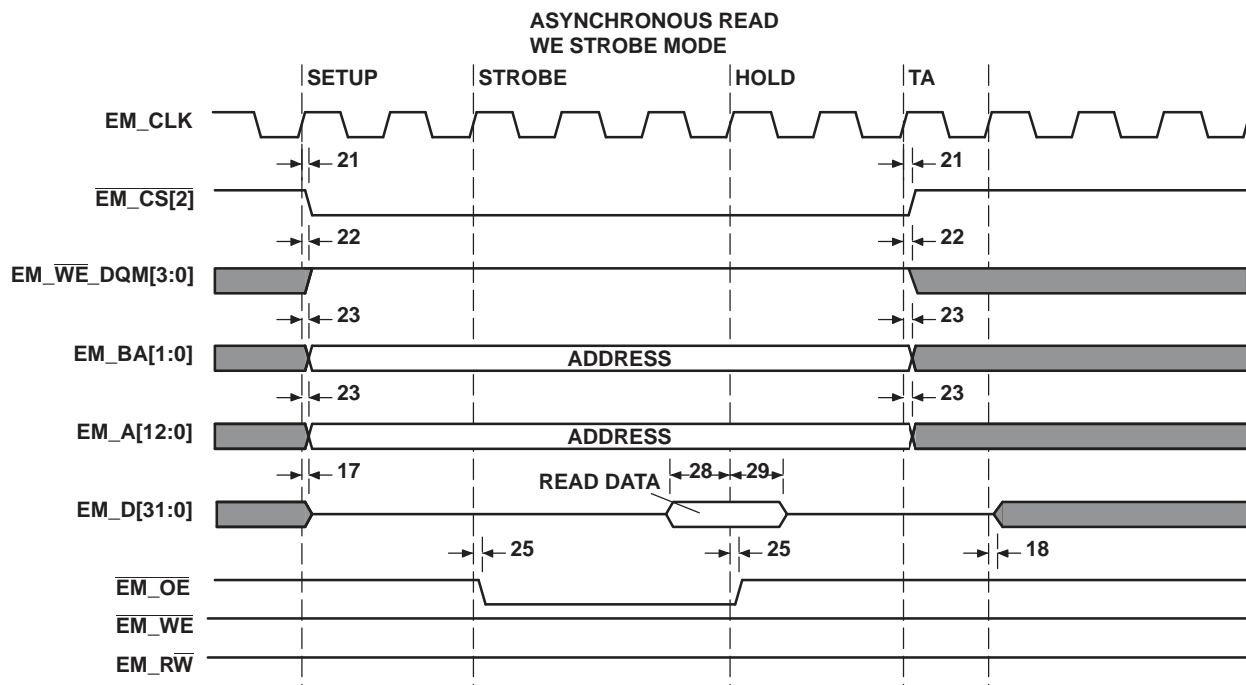 ASYNCHRONOUS READ
WE STROBE MODE
SETUP STROBE HOLD TA
EM_CLK
21 21
EM_CS[2]
22 22
EM_WE_DQM[3:0]
23 23
EM_BA[1:0] ADDRESS
23 23
EM_A[12:0] ADDRESS
17 28 29
READ DATA
EM_D[31:0]
25 25 18
EM_OE
EM_WE
EM_RW